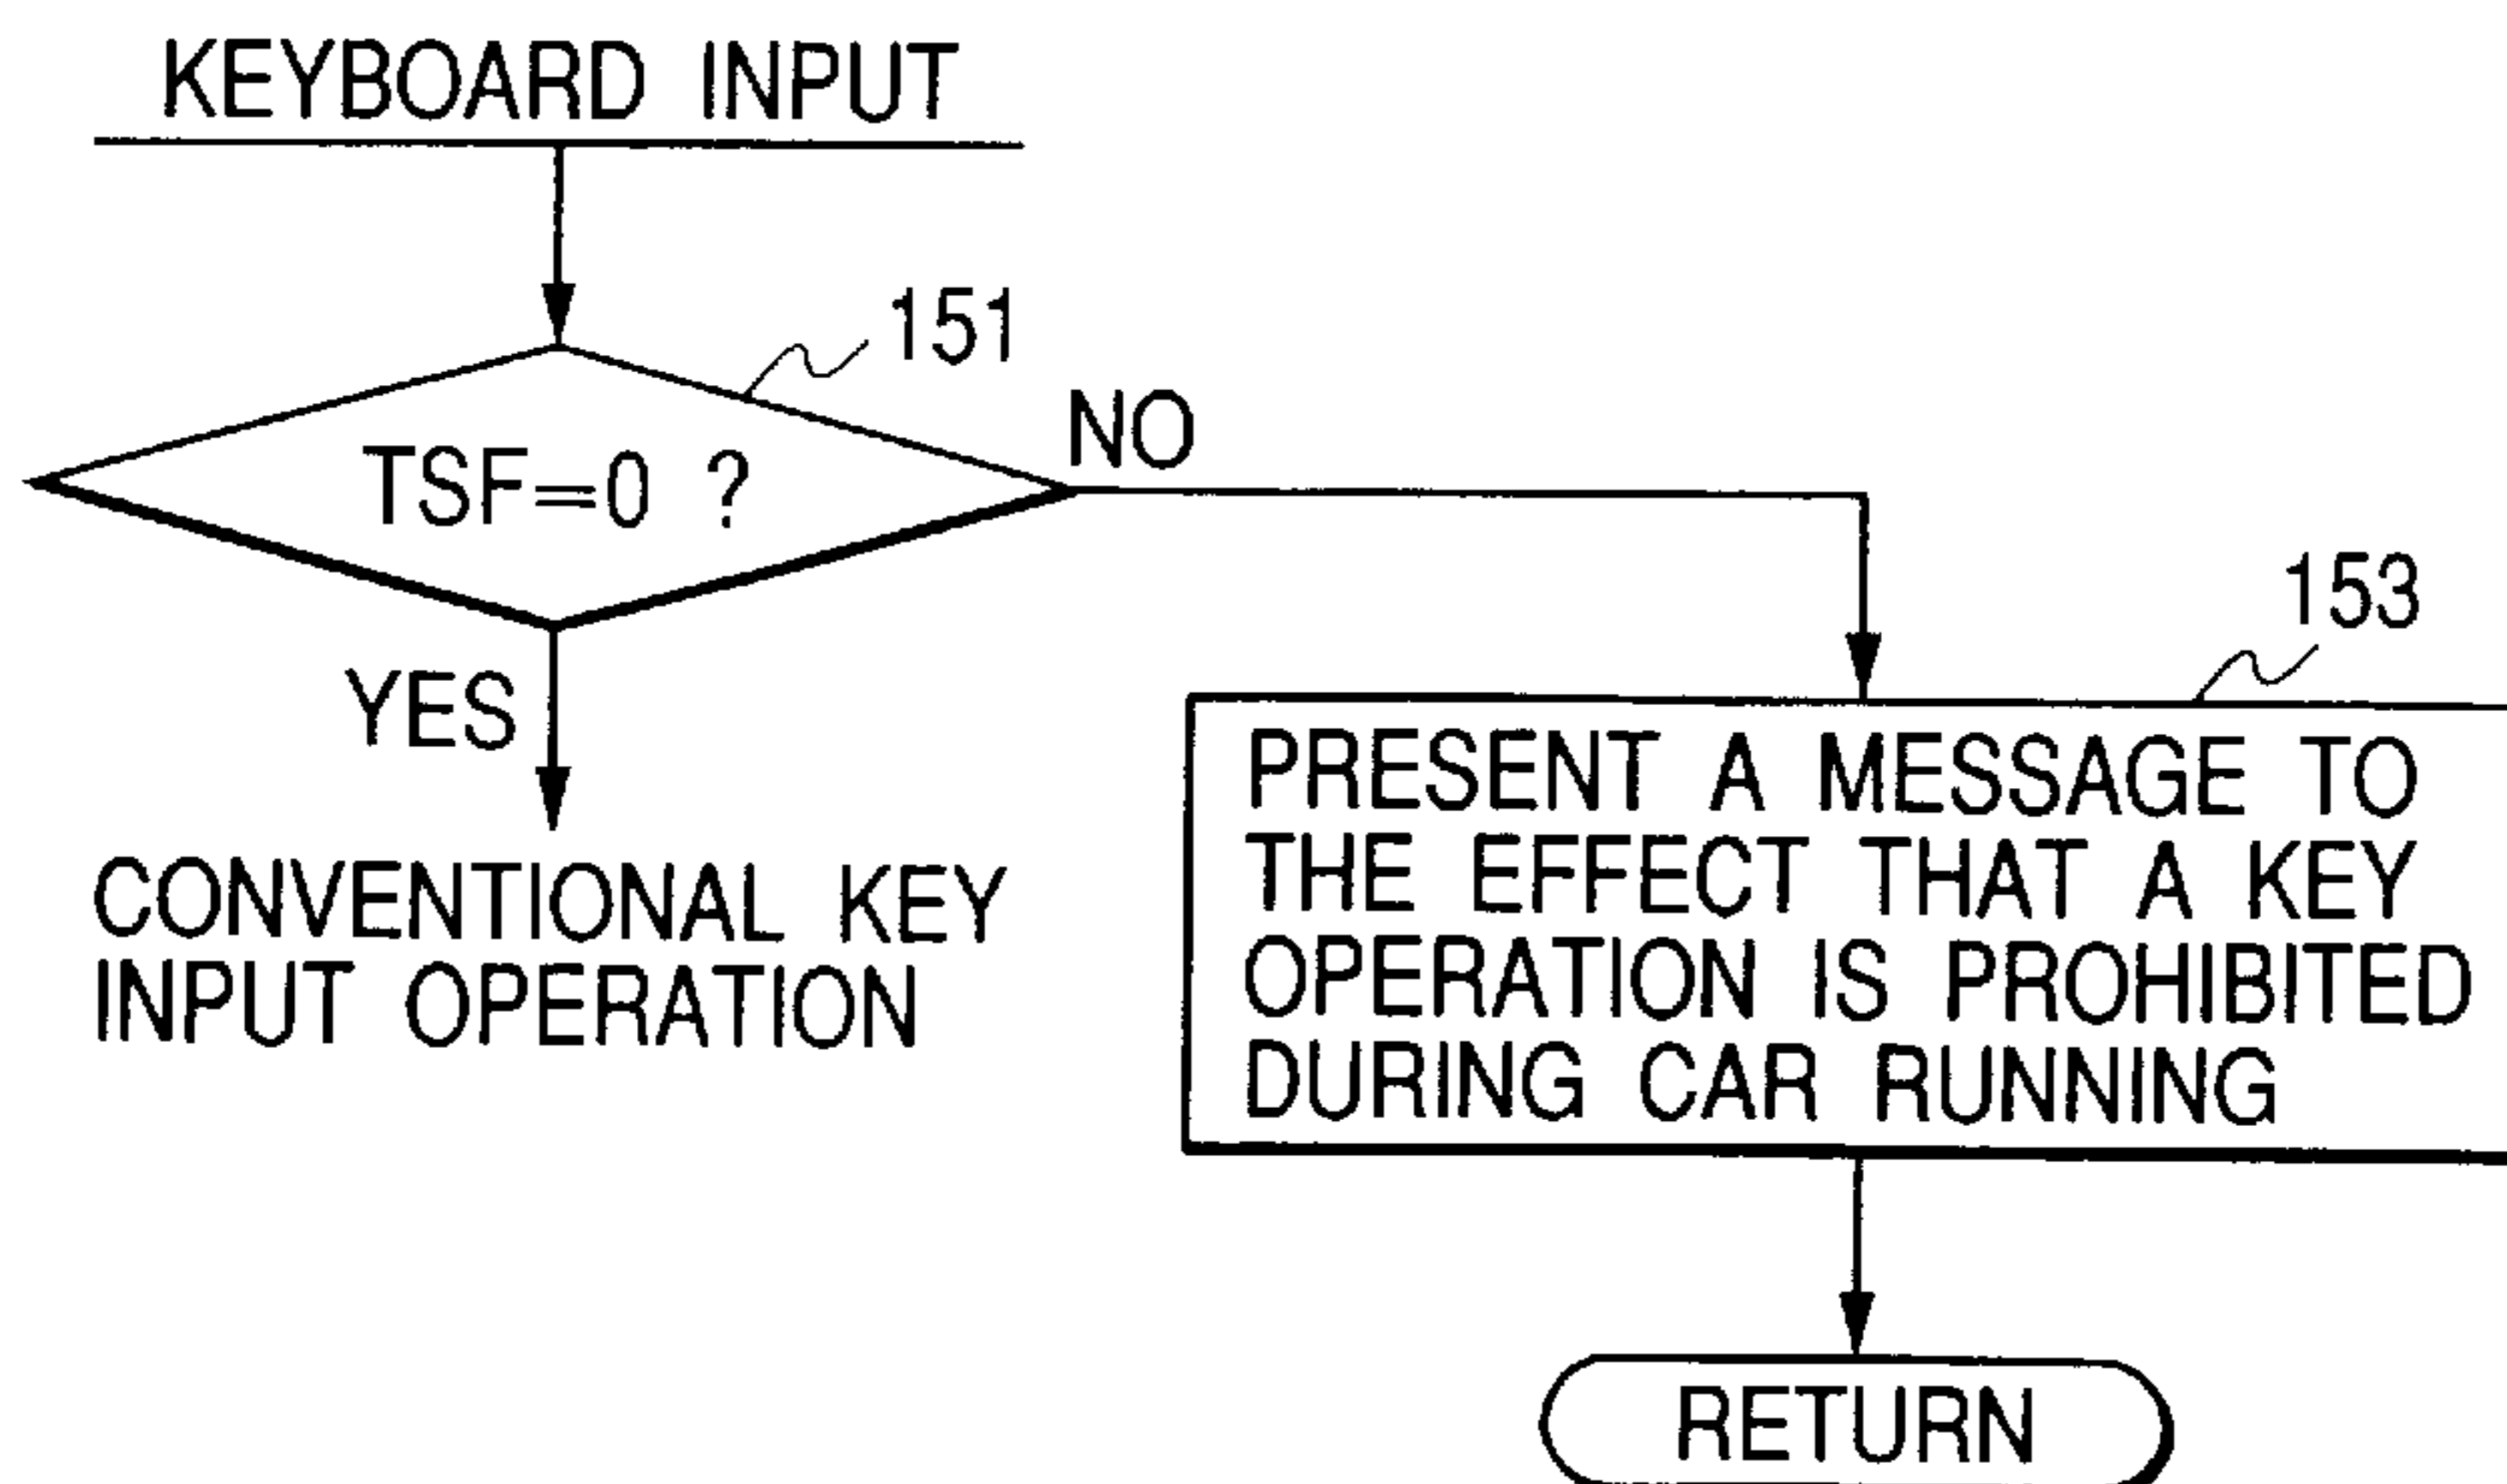 KEYBOARD INPUT
151
TSF=0 ?
NO
YES
CONVENTIONAL KEY
INPUT OPERATION
153
PRESENT A MESSAGE TO
THE EFFECT THAT A KEY
OPERATION IS PROHIBITED
DURING CAR RUNNING
RETURN